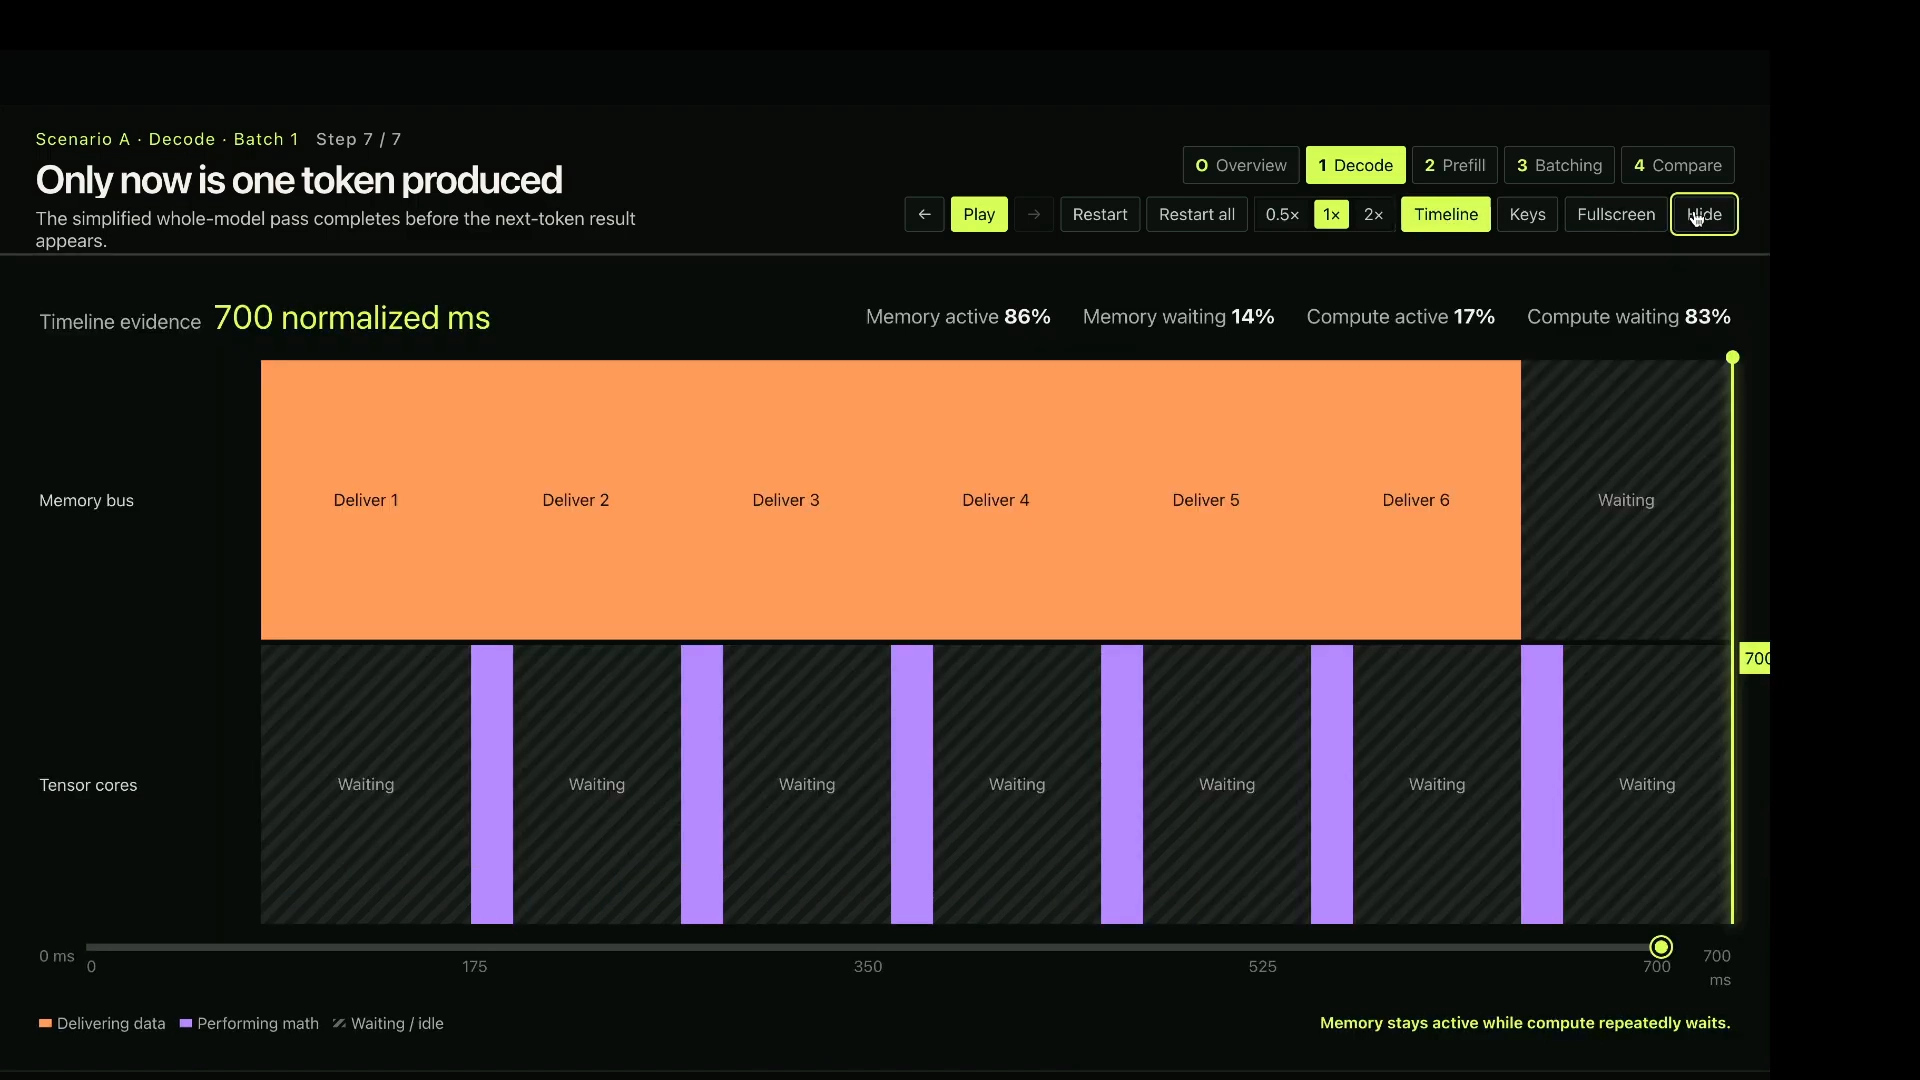 Scenario A · Decode · Batch 1 Step 7 / 7
Only now is one token produced
The simplified whole-model pass completes before the next-token result
appears.
0 Overview 1 Decode 2 Prefill 3 Batching 4 Compare
← Play → Restart Restart all 0.5× 1× 2× Timeline Keys Fullscreen Hide
Timeline evidence 700 normalized ms
Memory active 86% Memory waiting 14% Compute active 17% Compute waiting 83%
Memory bus
Deliver 1 Deliver 2 Deliver 3 Deliver 4 Deliver 5 Deliver 6 Waiting
700
Tensor cores
Waiting Waiting Waiting Waiting Waiting Waiting Waiting
0 ms
0 175 350 525 700
700
ms
Delivering data Performing math Waiting / idle
Memory stays active while compute repeatedly waits.